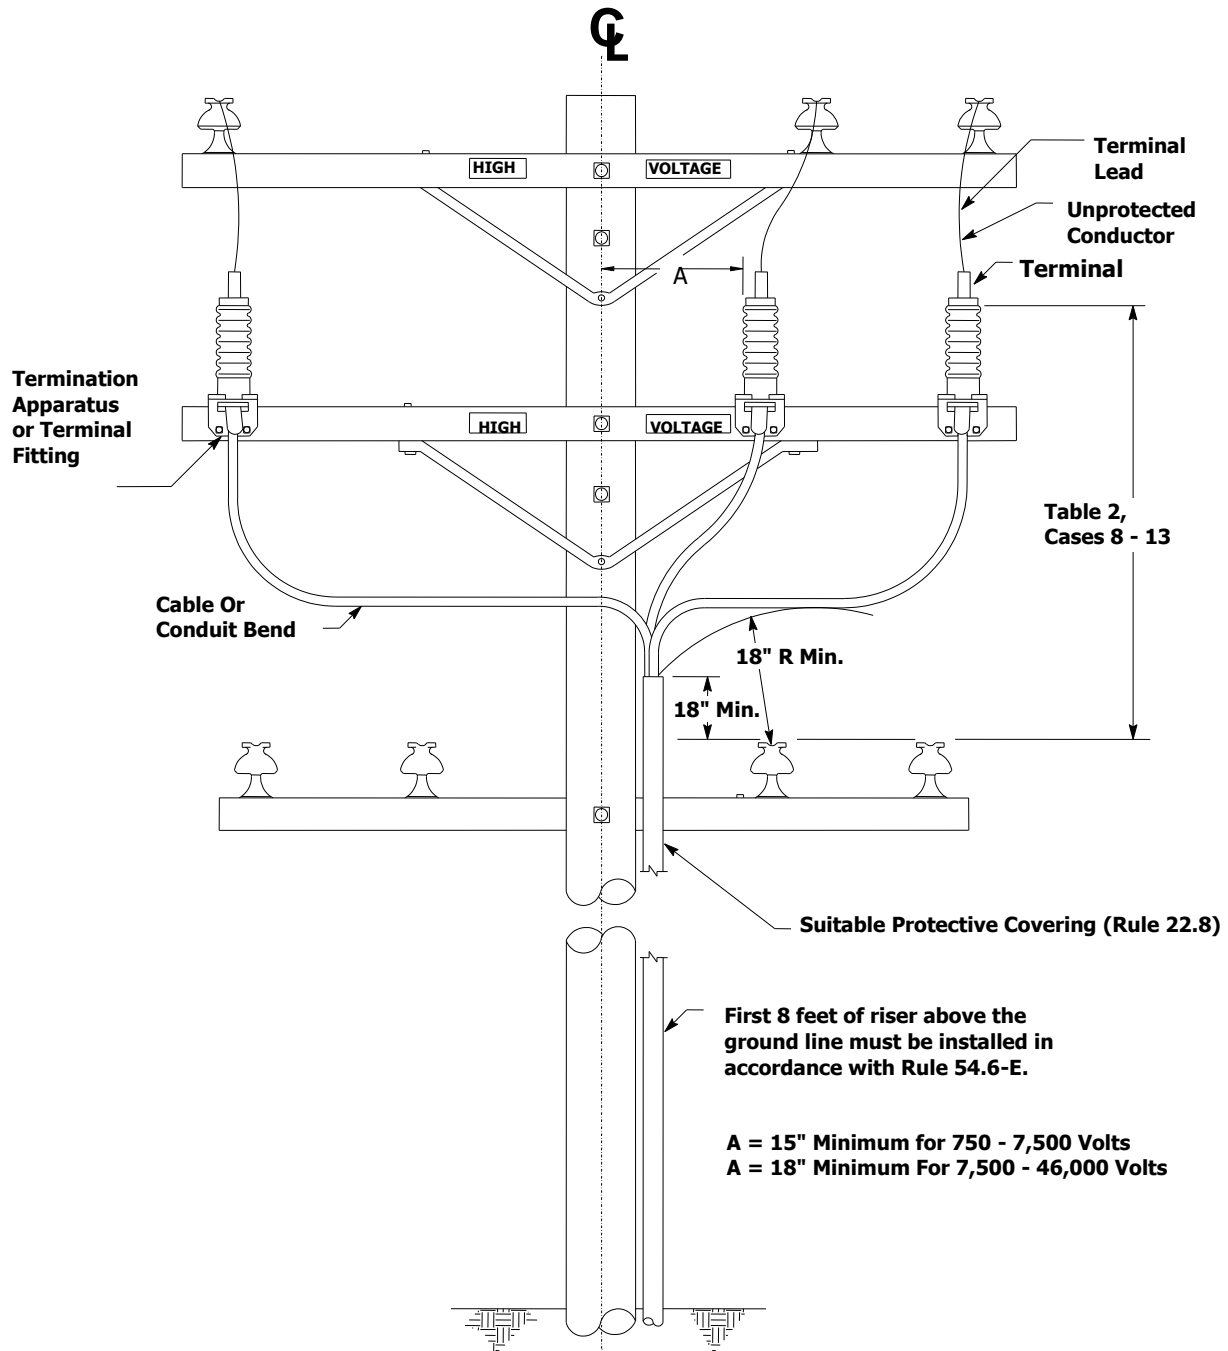 ℄
HIGH VOLTAGE
Terminal
Lead
Unprotected
Conductor
Terminal
A
Termination
Apparatus
or Terminal
Fitting
HIGH VOLTAGE
Table 2,
Cases 8 - 13
Cable Or
Conduit Bend
18" R Min.
18" Min.
Suitable Protective Covering (Rule 22.8)
First 8 feet of riser above the
ground line must be installed in
accordance with Rule 54.6-E.
A = 15" Minimum for 750 - 7,500 Volts
A = 18" Minimum For 7,500 - 46,000 Volts